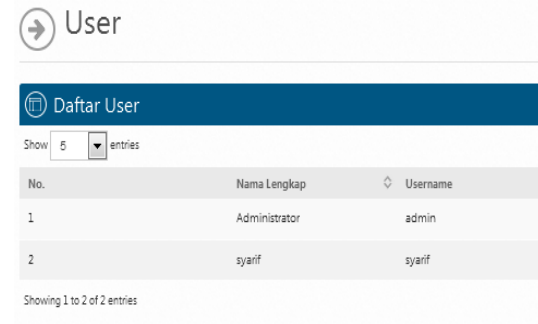 User
Daftar User
Show 5 entries
No. Nama Lengkap Username
1 Administrator admin
2 syarif syarif
Showing 1 to 2 of 2 entries